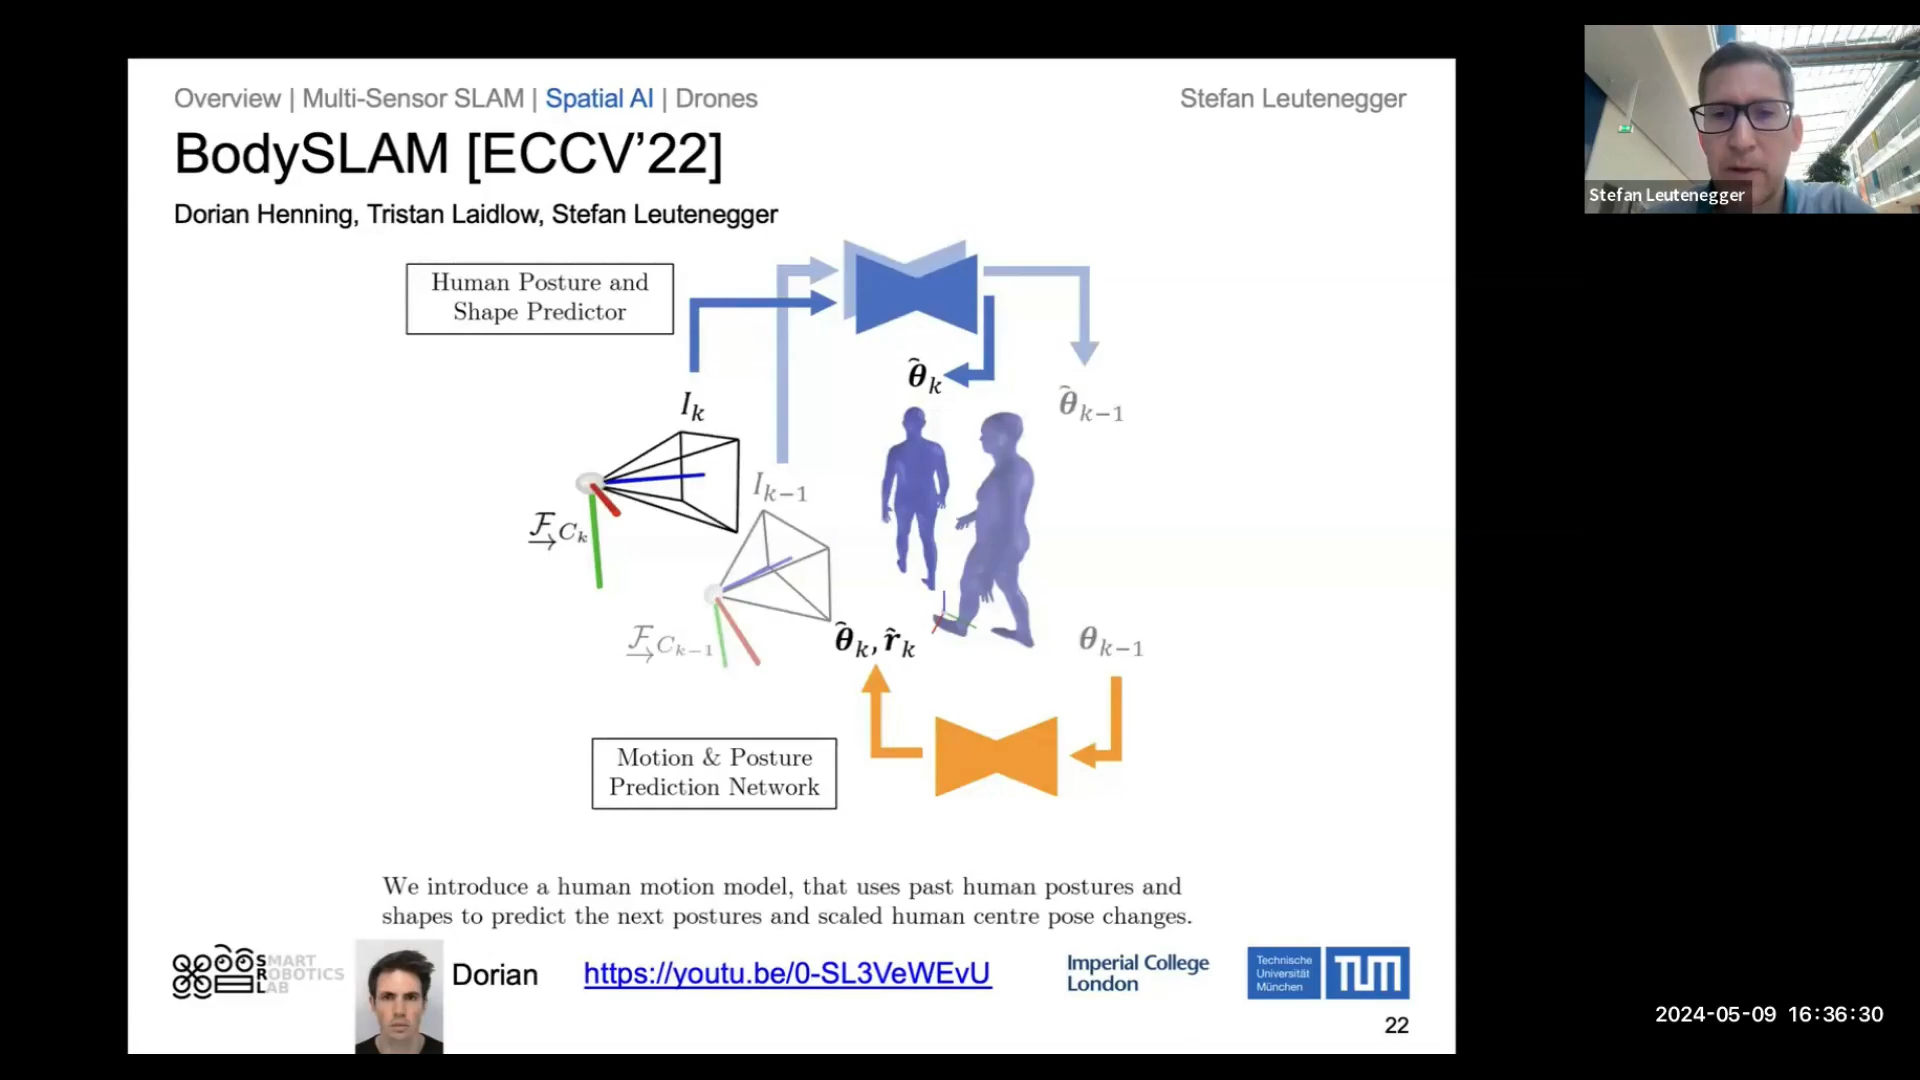 Overview | Multi-Sensor SLAM | Spatial AI | Drones
Stefan Leutenegger
BodySLAM [ECCV'22]
Dorian Henning, Tristan Laidlow, Stefan Leutenegger
Stefan Leutenegger
Human Posture and
Shape Predictor
θ̃k
θ̃k−1
Ik
Ik−1
F→Ck
F→Ck−1
θ̂k, r̂k
θk−1
Motion & Posture
Prediction Network
We introduce a human motion model, that uses past human postures and
shapes to predict the next postures and scaled human centre pose changes.
SMART
ROBOTICS
LAB
Dorian
https://youtu.be/0-SL3VeWEvU
Imperial College
London
Technische
Universität
München
TUM
22
2024-05-09 16:36:30